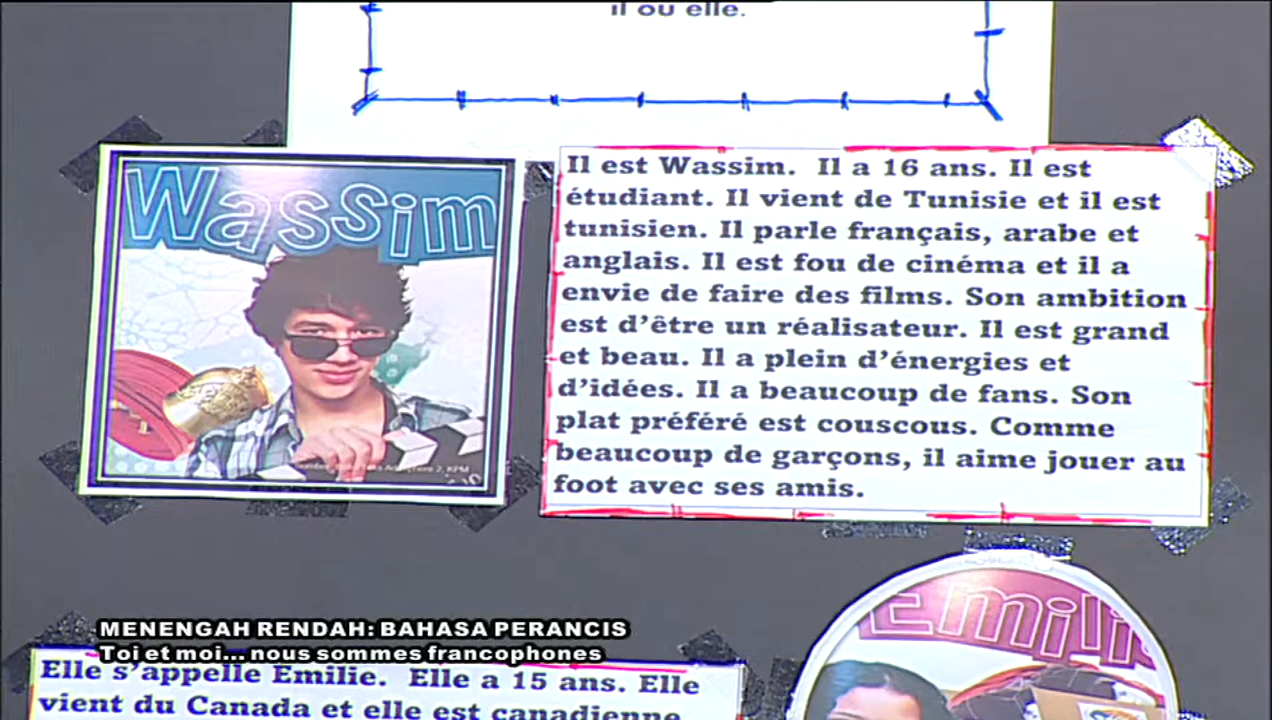 il ou elle.
Wassim
Il est Wassim. Il a 16 ans. Il est
étudiant. Il vient de Tunisie et il est
tunisien. Il parle français, arabe et
anglais. Il est fou de cinéma et il a
envie de faire des films. Son ambition
est d’être un réalisateur. Il est grand
et beau. Il a plein d’énergies et
d’idées. Il a beaucoup de fans. Son
plat préféré est couscous. Comme
beaucoup de garçons, il aime jouer au
foot avec ses amis.
Emili
MENENGAH RENDAH: BAHASA PERANCIS
Toi et moi... nous sommes francophones
Elle s’appelle Emilie. Elle a 15 ans. Elle
vient du Canada et elle est canadienne